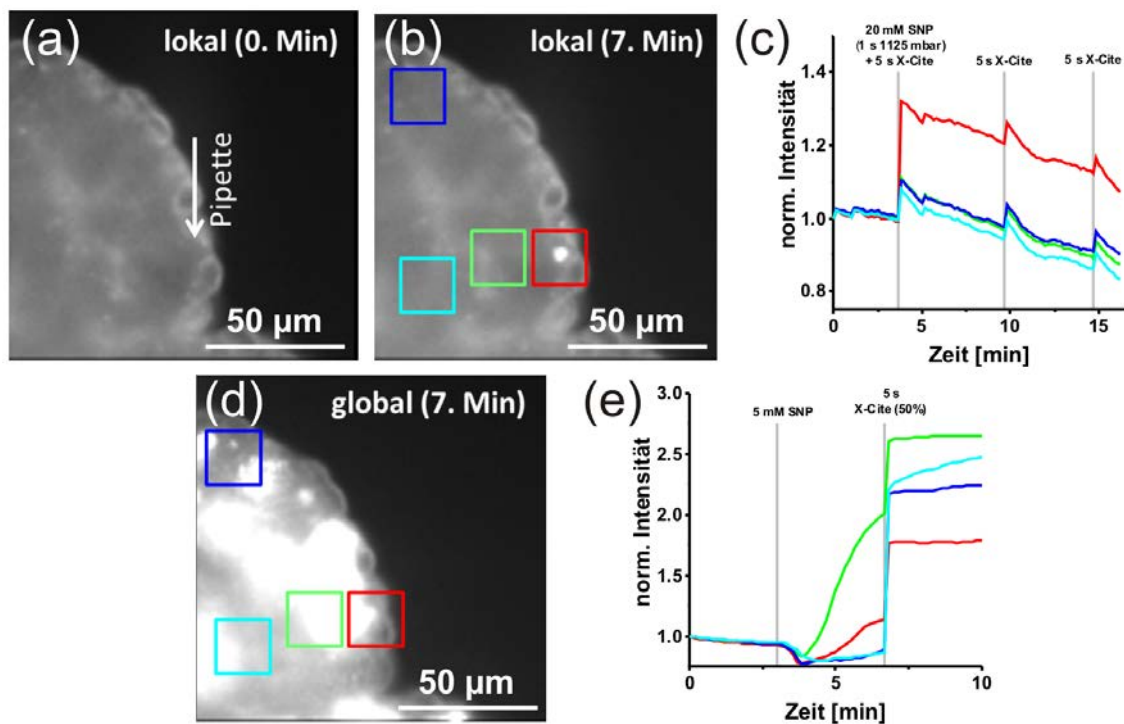 (a)
lokal (0. Min)
Pipette
50 µm
(b)
lokal (7. Min)
50 µm
(c)
20 mM SNP
(1 s 1125 mbar)
+ 5 s X-Cite
5 s X-Cite
5 s X-Cite
norm. Intensität
1.4
1.2
1.0
0.8
0
5
10
15
Zeit [min]
(d)
global (7. Min)
50 µm
(e)
5 mM SNP
5 s
X-Cite (50%)
norm. Intensität
3.0
2.5
2.0
1.5
1.0
0
5
10
Zeit [min]